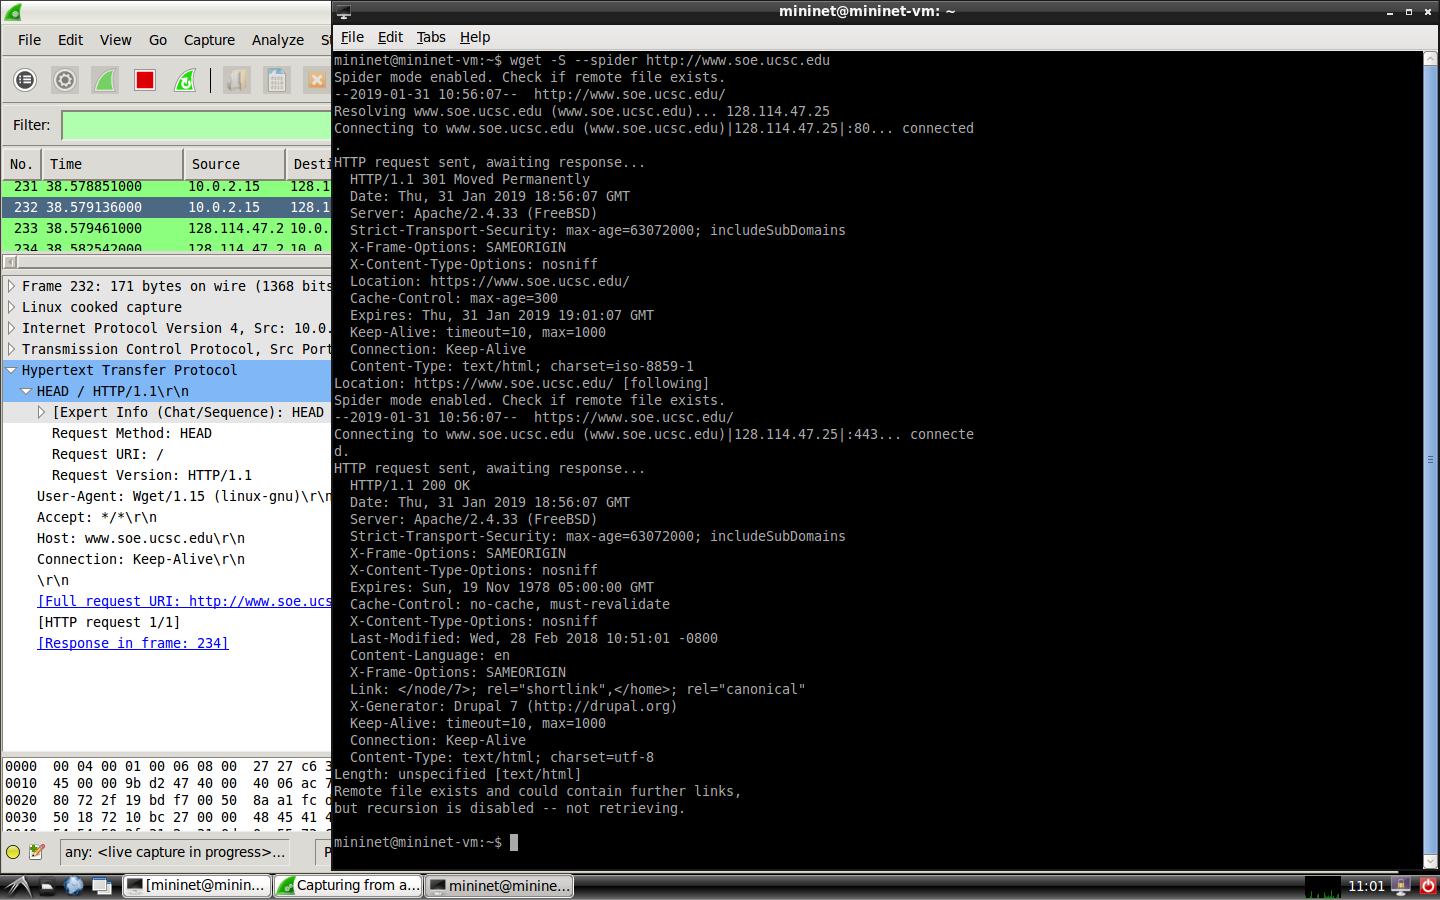 File Edit View Go Capture Analyze
Filter:
No. Time Source
231 38.578851000 10.0.2.15 128.1
232 38.579136000 10.0.2.15 128.1
233 38.579461000 128.114.47.2 10.0.
234 38.582542000 128.114.47.2 10.0
Frame 232: 171 bytes on wire (1368 bits
Linux cooked capture
Internet Protocol Version 4, Src: 10.0.
Transmission Control Protocol, Src Port
Hypertext Transfer Protocol
HEAD / HTTP/1.1\r\n
[Expert Info (Chat/Sequence): HEAD
Request Method: HEAD
Request URI: /
Request Version: HTTP/1.1
User-Agent: Wget/1.15 (linux-gnu)\r\n
Accept: */*\r\n
Host: www.soe.ucsc.edu\r\n
Connection: Keep-Alive\r\n
\r\n
[Full request URI: http://www.soe.ucs
[HTTP request 1/1]
[Response in frame: 234]
0000 00 04 00 01 00 06 08 00 27 27 c6 3
0010 45 00 00 9b d2 47 40 00 40 06 ac 7
0020 80 72 2f 19 bd f7 00 50 8a a1 fc d
0030 50 18 72 10 bc 27 00 00 48 45 41 4
any: <live capture in progress>...
mininet@mininet-vm: ~
File Edit Tabs Help
mininet@mininet-vm:~$ wget -S --spider http://www.soe.ucsc.edu
Spider mode enabled. Check if remote file exists.
--2019-01-31 10:56:07-- http://www.soe.ucsc.edu/
Resolving www.soe.ucsc.edu (www.soe.ucsc.edu)... 128.114.47.25
Connecting to www.soe.ucsc.edu (www.soe.ucsc.edu)|128.114.47.25|:80... connected
.
HTTP request sent, awaiting response...
HTTP/1.1 301 Moved Permanently
Date: Thu, 31 Jan 2019 18:56:07 GMT
Server: Apache/2.4.33 (FreeBSD)
Strict-Transport-Security: max-age=63072000; includeSubDomains
X-Frame-Options: SAMEORIGIN
X-Content-Type-Options: nosniff
Location: https://www.soe.ucsc.edu/
Cache-Control: max-age=300
Expires: Thu, 31 Jan 2019 19:01:07 GMT
Keep-Alive: timeout=10, max=1000
Connection: Keep-Alive
Content-Type: text/html; charset=iso-8859-1
Location: https://www.soe.ucsc.edu/ [following]
Spider mode enabled. Check if remote file exists.
--2019-01-31 10:56:07-- https://www.soe.ucsc.edu/
Connecting to www.soe.ucsc.edu (www.soe.ucsc.edu)|128.114.47.25|:443... connecte
d.
HTTP request sent, awaiting response...
HTTP/1.1 200 OK
Date: Thu, 31 Jan 2019 18:56:07 GMT
Server: Apache/2.4.33 (FreeBSD)
Strict-Transport-Security: max-age=63072000; includeSubDomains
X-Frame-Options: SAMEORIGIN
X-Content-Type-Options: nosniff
Expires: Sun, 19 Nov 1978 05:00:00 GMT
Cache-Control: no-cache, must-revalidate
X-Content-Type-Options: nosniff
Last-Modified: Wed, 28 Feb 2018 10:51:01 -0800
Content-Language: en
X-Frame-Options: SAMEORIGIN
Link: </node/7>; rel="shortlink",</home>; rel="canonical"
X-Generator: Drupal 7 (http://drupal.org)
Keep-Alive: timeout=10, max=1000
Connection: Keep-Alive
Content-Type: text/html; charset=utf-8
Length: unspecified [text/html]
Remote file exists and could contain further links,
but recursion is disabled -- not retrieving.
mininet@mininet-vm:~$
[mininet@minin... Capturing from a... mininet@minine... 11:01